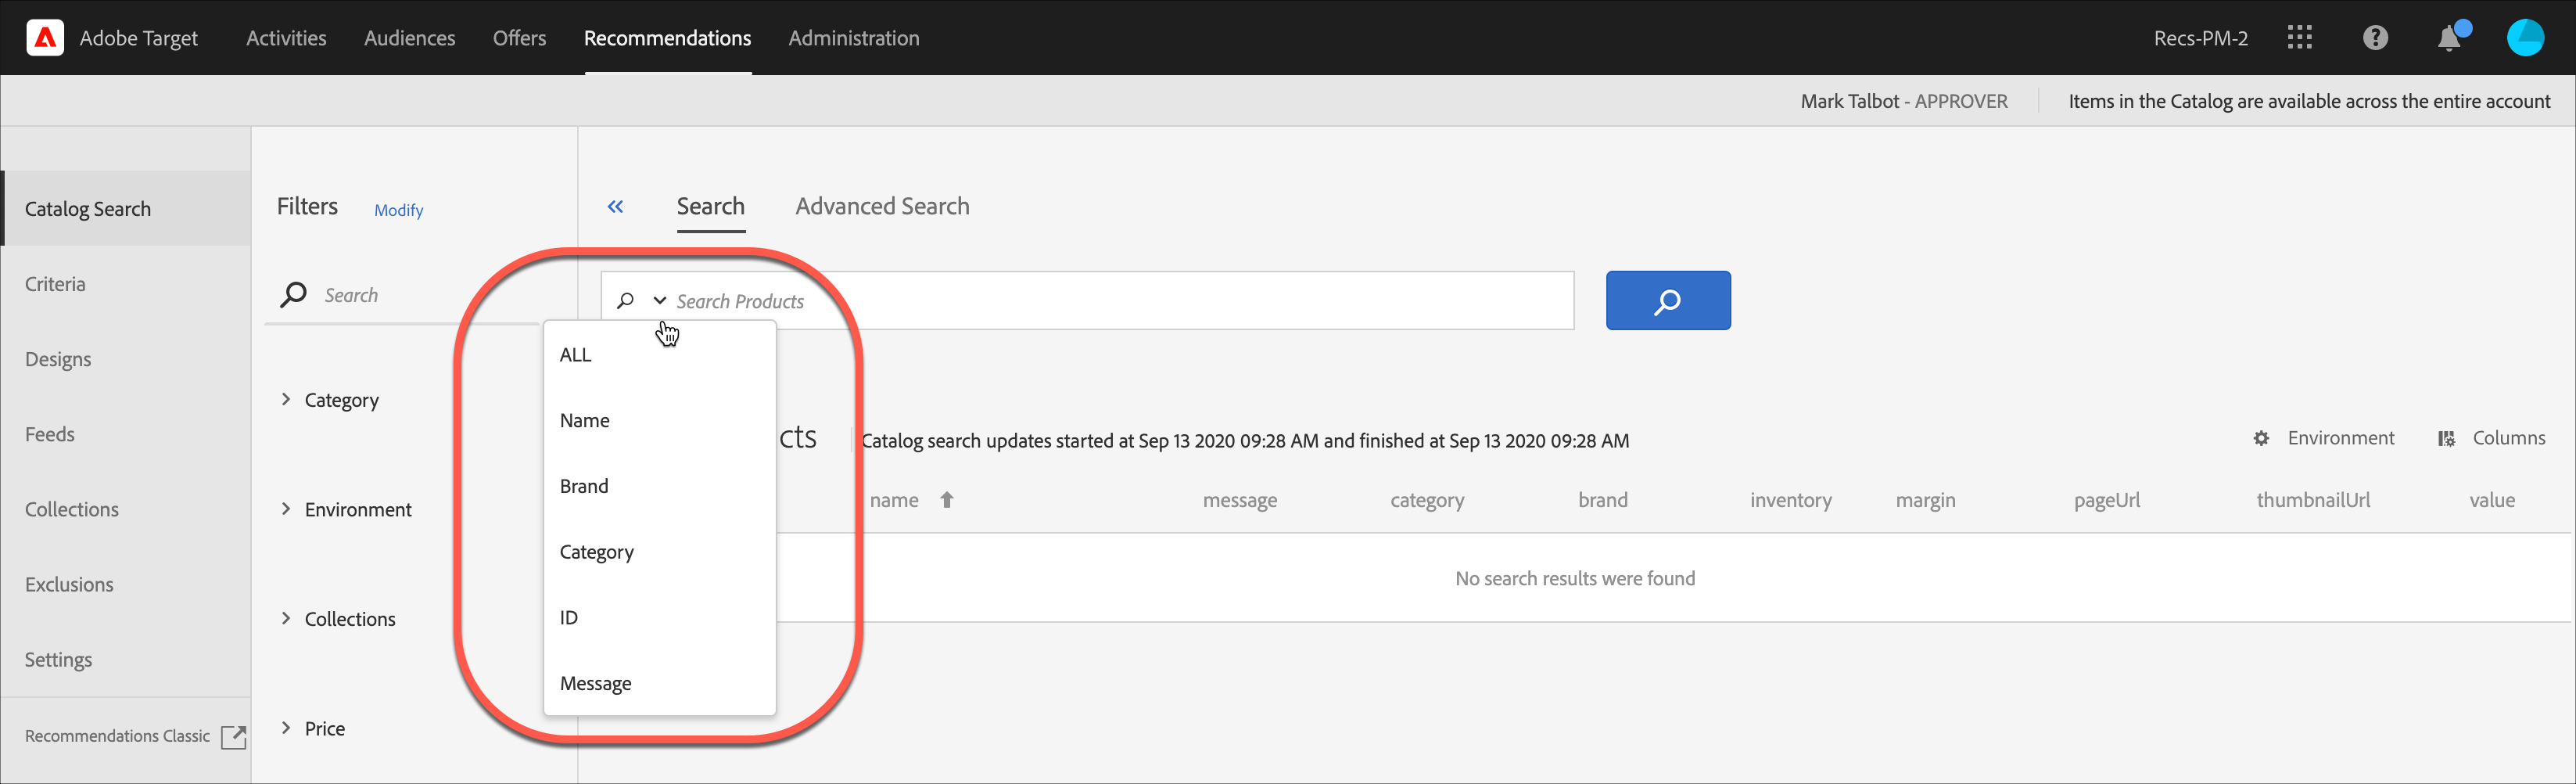 Adobe Target Activities Audiences Offers Recommendations Administration Recs-PM-2
Mark Talbot - APPROVER Items in the Catalog are available across the entire account
Catalog Search
Criteria
Designs
Feeds
Collections
Exclusions
Settings
Recommendations Classic
Filters Modify
Search
Category
Environment
Collections
Price
Search Advanced Search
Search Products
ALL
Name
Brand
Category
ID
Message
cts Catalog search updates started at Sep 13 2020 09:28 AM and finished at Sep 13 2020 09:28 AM Environment Columns
name message category brand inventory margin pageUrl thumbnailUrl value
No search results were found